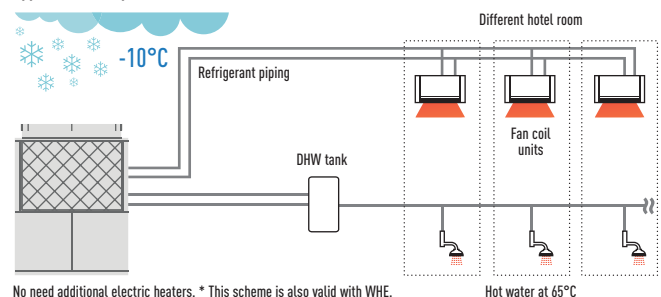 Different hotel room
-10°C
Refrigerant piping
Fan coil
units
DHW tank
No need additional electric heaters. * This scheme is also valid with WHE.
Hot water at 65°C